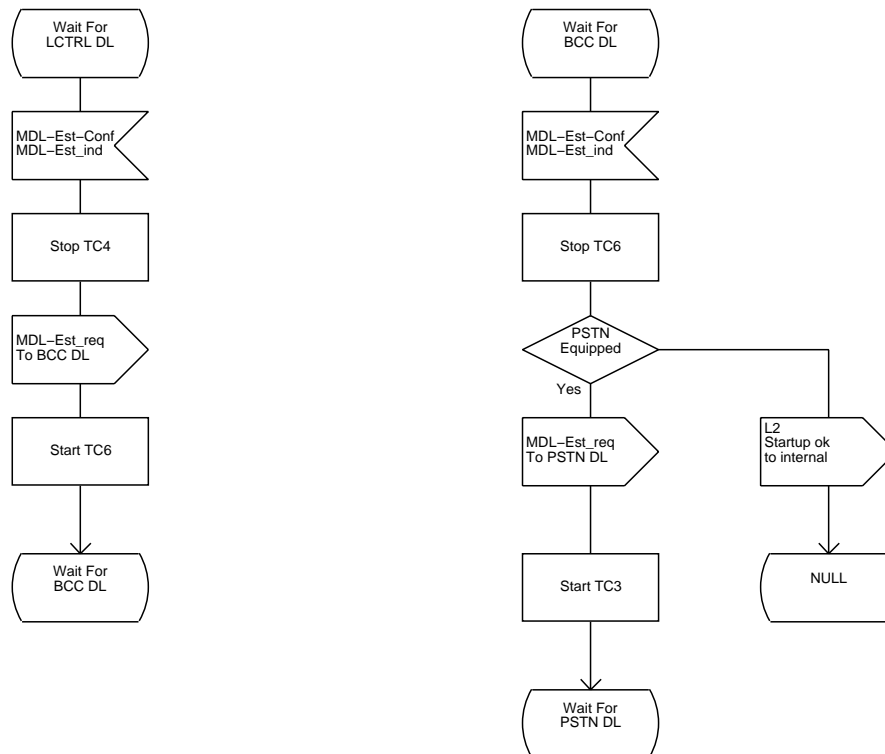 Wait For
LCTRL DL
MDL−Est−Conf
MDL−Est_ind
Stop TC4
MDL−Est_req
To BCC DL
Start TC6
Wait For
BCC DL
Wait For
BCC DL
MDL−Est−Conf
MDL−Est_ind
Stop TC6
PSTN
Equipped
Yes
MDL−Est_req
To PSTN DL
Start TC3
Wait For
PSTN DL
L2
Startup ok
to internal
NULL